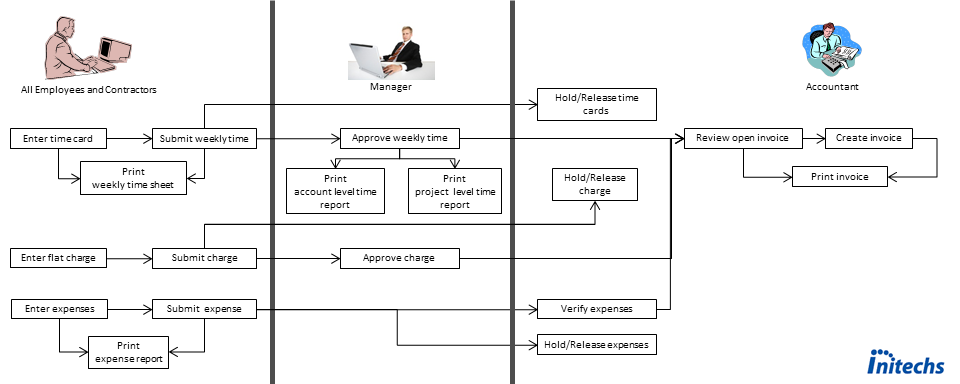 All Employees and Contractors
Manager
Accountant
Hold/Release time
cards
Enter time card
Submit weekly time
Approve weekly time
Review open invoice
Create invoice
Print
weekly time sheet
Print
account level time
report
Print
project level time
report
Hold/Release
charge
Print invoice
Enter flat charge
Submit charge
Approve charge
Enter expenses
Submit expense
Verify expenses
Print
expense report
Hold/Release expenses
Initechs